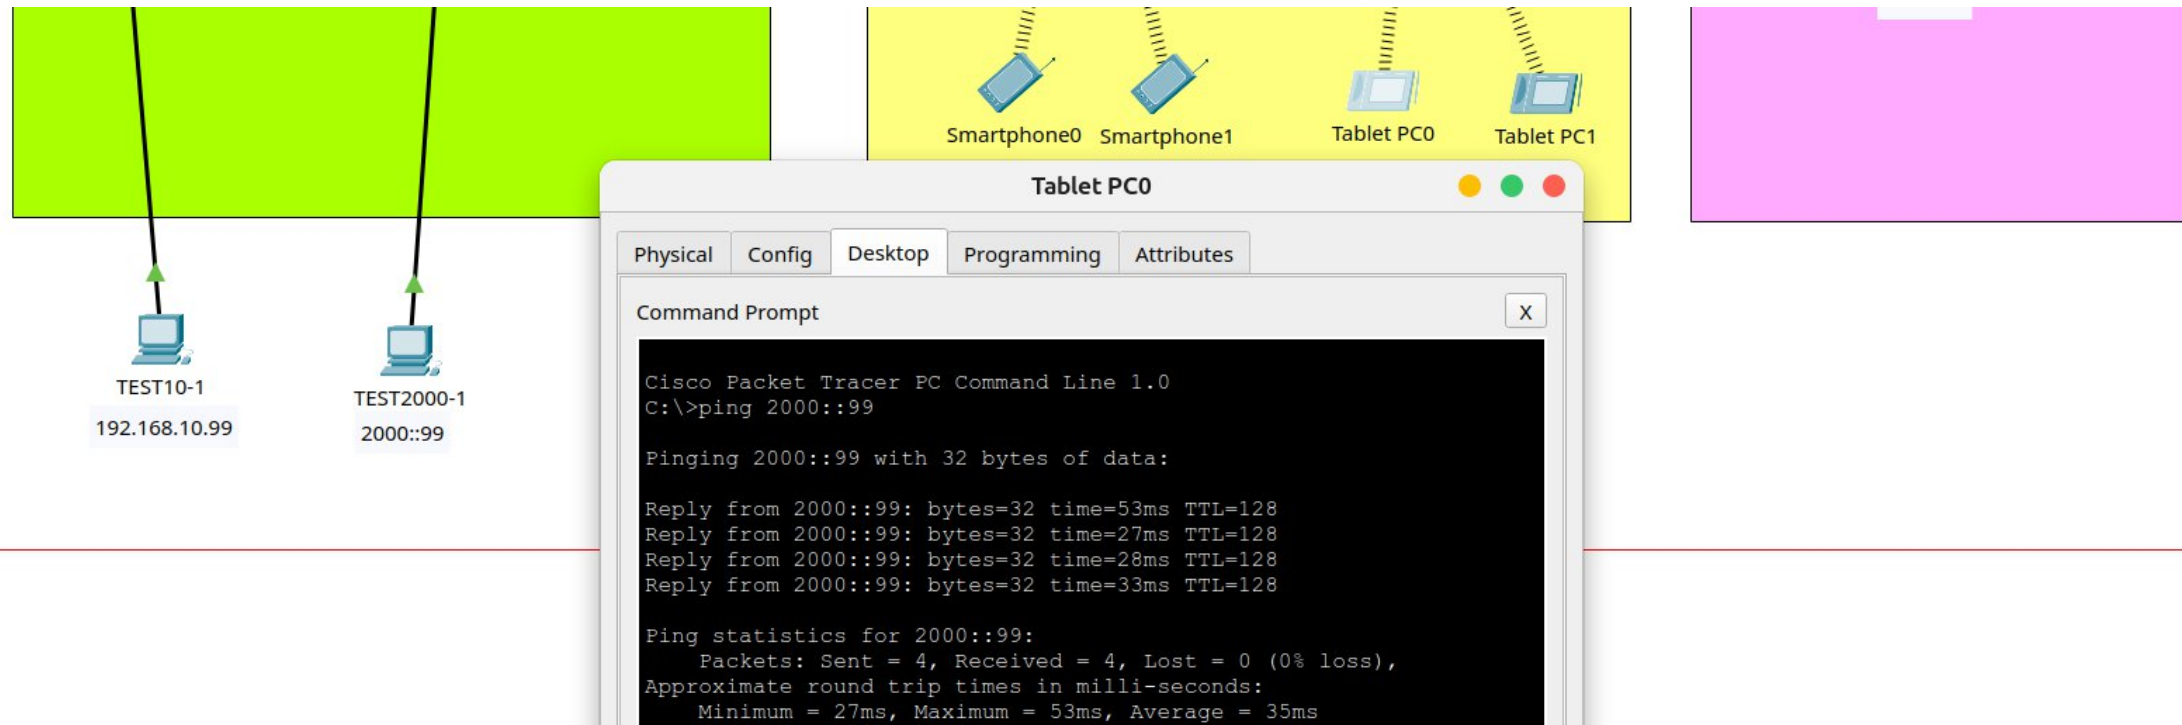 Smartphone0
Smartphone1
Tablet PC0
Tablet PC1
Tablet PC0
Physical
Config
Desktop
Programming
Attributes
Command Prompt
X
TEST10-1
192.168.10.99
TEST2000-1
2000::99
Cisco Packet Tracer PC Command Line 1.0
C:\>ping 2000::99
Pinging 2000::99 with 32 bytes of data:
Reply from 2000::99: bytes=32 time=53ms TTL=128
Reply from 2000::99: bytes=32 time=27ms TTL=128
Reply from 2000::99: bytes=32 time=28ms TTL=128
Reply from 2000::99: bytes=32 time=33ms TTL=128
Ping statistics for 2000::99:
Packets: Sent = 4, Received = 4, Lost = 0 (0% loss),
Approximate round trip times in milli-seconds:
Minimum = 27ms, Maximum = 53ms, Average = 35ms